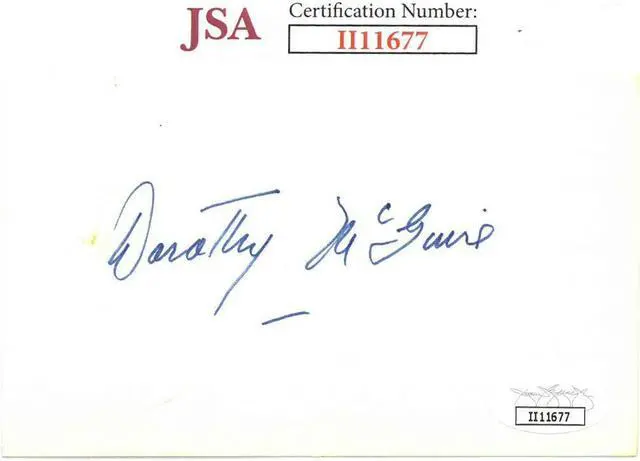 JSA
Certification Number:
II11677
Dorothy McGuire
II11677